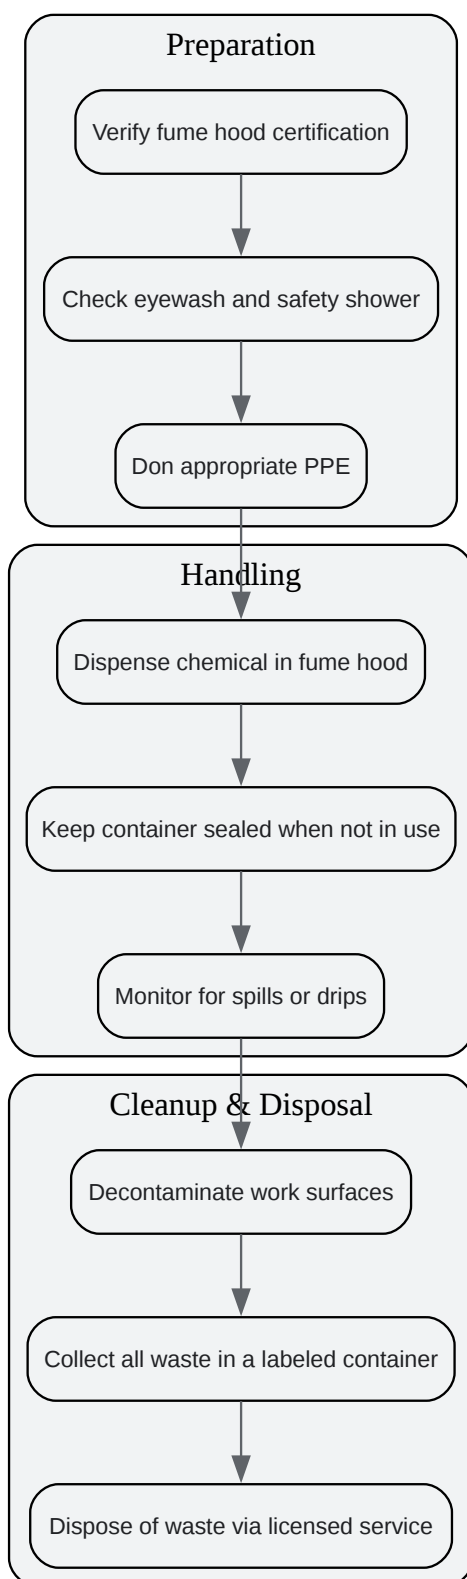 Preparation
Verify fume hood certification
Check eyewash and safety shower
Don appropriate PPE
Handling
Dispense chemical in fume hood
Keep container sealed when not in use
Monitor for spills or drips
Cleanup & Disposal
Decontaminate work surfaces
Collect all waste in a labeled container
Dispose of waste via licensed service